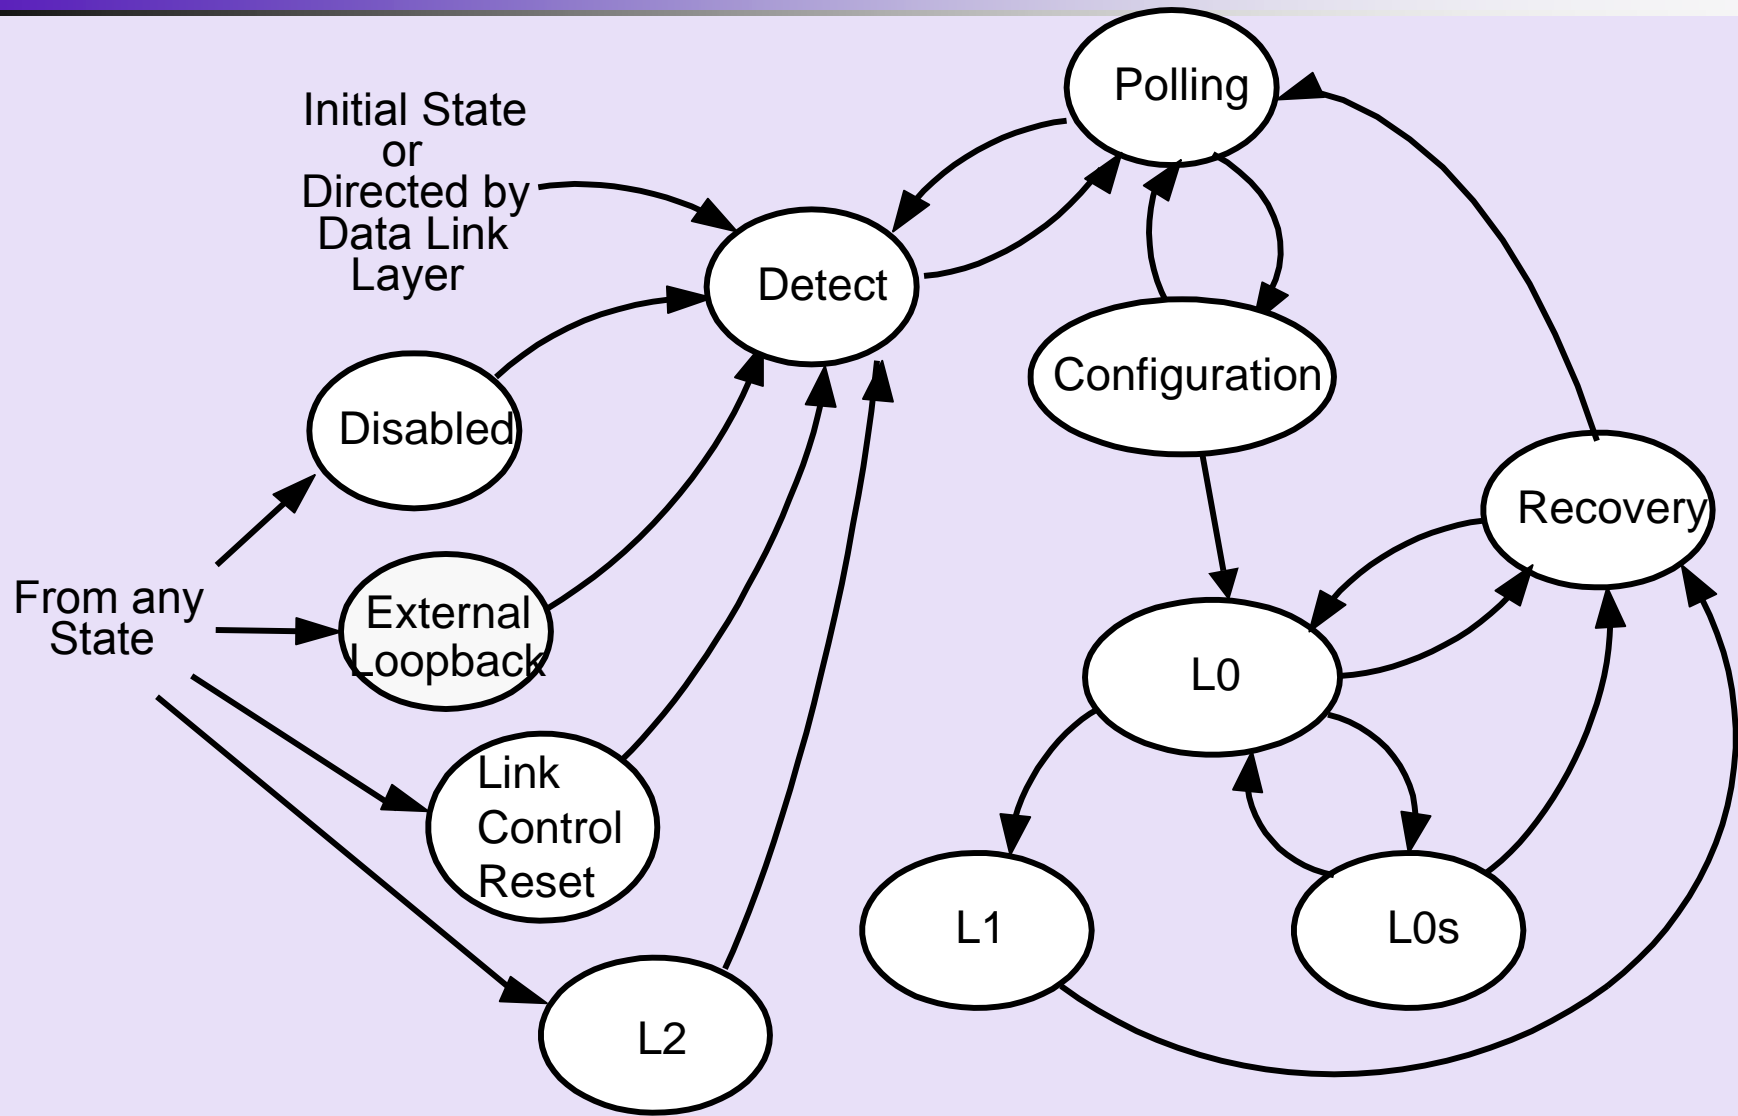 Polling
Initial State
or
Directed by
Data Link
Layer
Detect
Configuration
Disabled
Recovery
From any
State
External
Loopback
L0
Link
Control
Reset
L1
L0s
L2